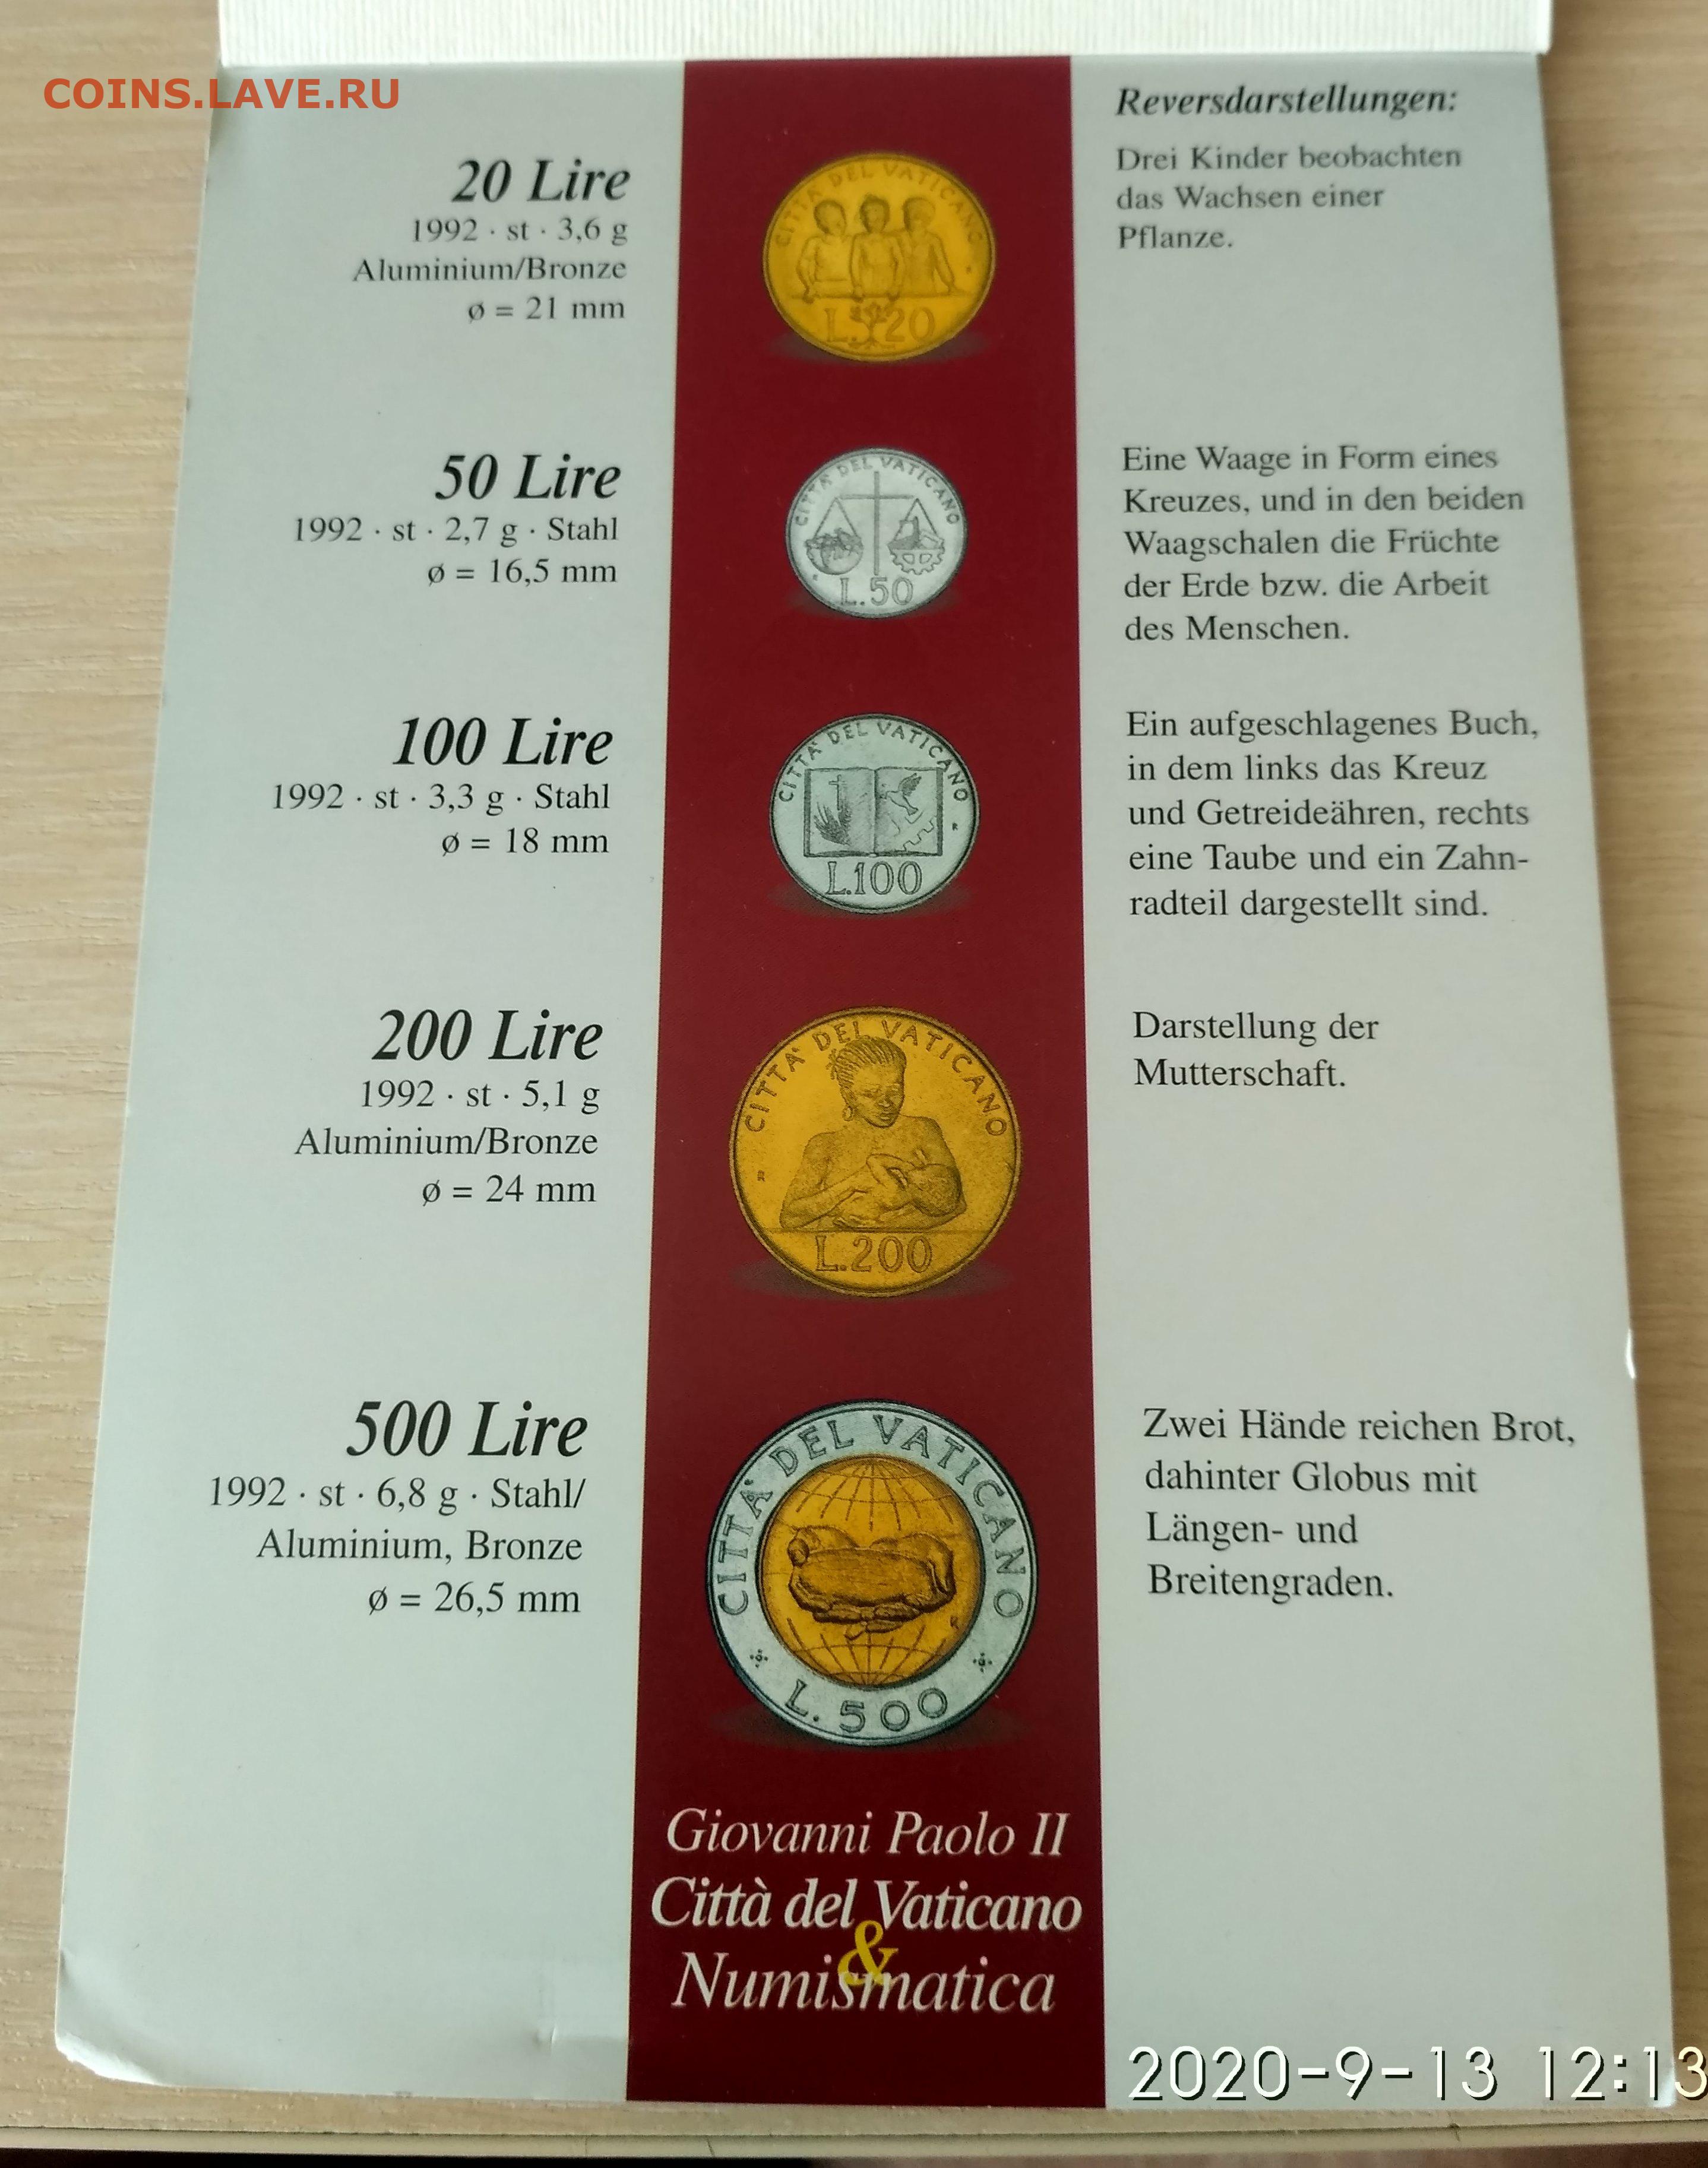 COINS.LAVE.RU
20 Lire
1992 · st · 3,6 g
Aluminium/Bronze
ø = 21 mm
CITTA' DEL VATICANO
L. 20
Reversdarstellungen:
Drei Kinder beobachten
das Wachsen einer
Pflanze.
50 Lire
1992 · st · 2,7 g · Stahl
ø = 16,5 mm
CITTA' DEL VATICANO
L.50
Eine Waage in Form eines
Kreuzes, und in den beiden
Waagschalen die Früchte
der Erde bzw. die Arbeit
des Menschen.
100 Lire
1992 · st · 3,3 g · Stahl
ø = 18 mm
CITTA' DEL VATICANO
L.100
Ein aufgeschlagenes Buch,
in dem links das Kreuz
und Getreideähren, rechts
eine Taube und ein Zahn-
radteil dargestellt sind.
200 Lire
1992 · st · 5,1 g
Aluminium/Bronze
ø = 24 mm
CITTA' DEL VATICANO
L.200
Darstellung der
Mutterschaft.
500 Lire
1992 · st · 6,8 g · Stahl/
Aluminium, Bronze
ø = 26,5 mm
CITTA' DEL VATICANO
L. 500
Zwei Hände reichen Brot,
dahinter Globus mit
Längen- und
Breitengraden.
Giovanni Paolo II
Città del Vaticano
&
Numismatica
2020-9-13 12:13